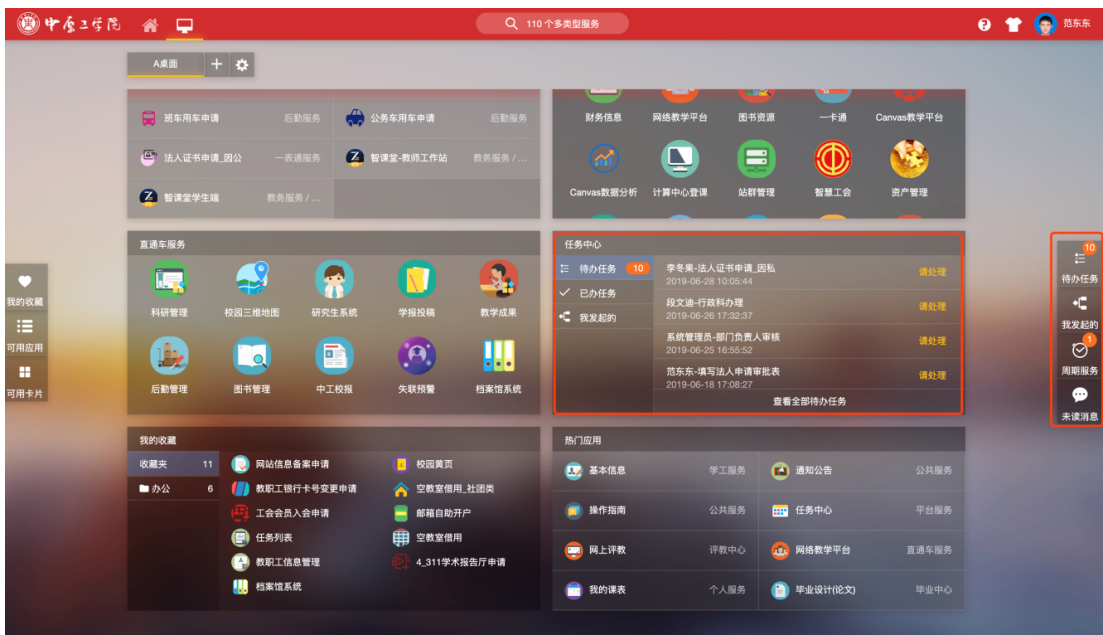 中原工学院
110 个多类型服务
范东东
A桌面
班车用车申请 后勤服务
公务车用车申请 后勤服务
法人证书申请_因公 一表通服务
智课堂-教师工作站 教务服务 / ...
智课堂学生端 教务服务 / ...
财务信息 网络教学平台 图书资源 一卡通 Canvas教学平台
Canvas数据分析 计算中心登课 站群管理 智慧工会 资产管理
直通车服务
科研管理 校园三维地图 研究生系统 学报投稿 教学成果
后勤管理 图书管理 中工校报 失联预警 档案馆系统
任务中心
待办任务 10
已办任务
我发起的
李冬果-法人证书申请_因私 请处理
2019-06-28 10:05:44
段文迪-行政科办理 请处理
2019-06-26 17:32:37
系统管理员-部门负责人审核 请处理
2019-06-25 16:55:52
范东东-填写法人申请审批表 请处理
2019-06-18 17:08:27
查看全部待办任务
我的收藏
可用应用
可用卡片
10
待办任务
我发起的
1
周期服务
未读消息
我的收藏
收藏夹 11
办公 6
网站信息备案申请 校园黄页
教职工银行卡号变更申请 空教室借用_社团类
工会会员入会申请 邮箱自助开户
任务列表 空教室借用
教职工信息管理 4_311学术报告厅申请
档案馆系统
热门应用
基本信息 学工服务 通知公告 公共服务
操作指南 公共服务 任务中心 平台服务
网上评教 评教中心 网络教学平台 直通车服务
我的课表 个人服务 毕业设计(论文) 毕业中心